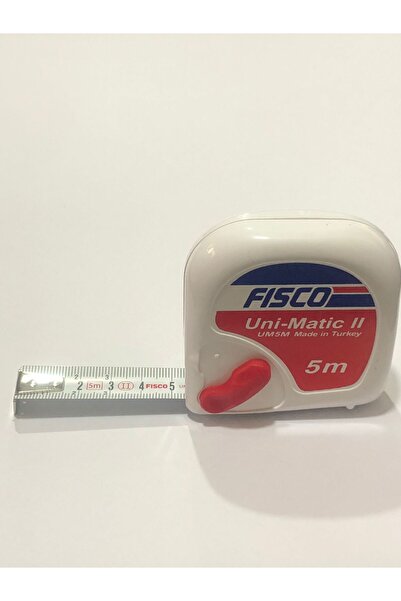 FISCO
Uni-Matic II
UM5M Made in Turkey
5m
2 5m 3 II 4 FISCO 5